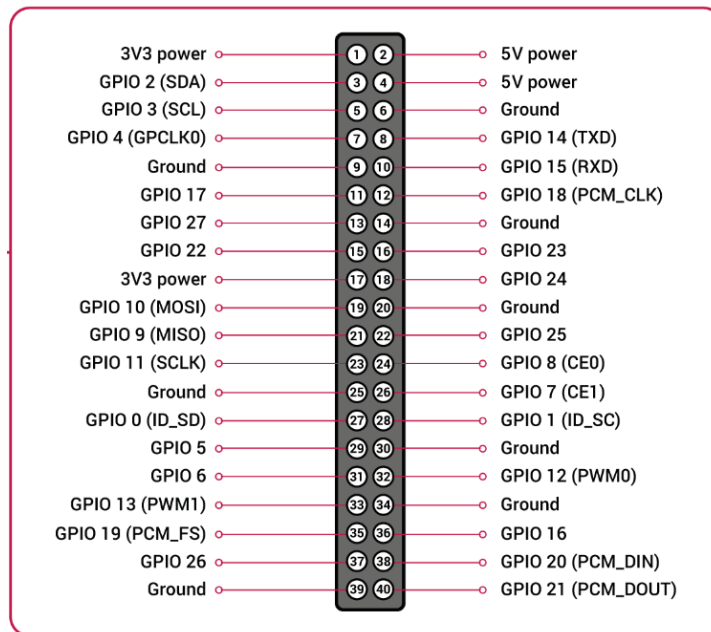 3V3 power 1 2 5V power
GPIO 2 (SDA) 3 4 5V power
GPIO 3 (SCL) 5 6 Ground
GPIO 4 (GPCLK0) 7 8 GPIO 14 (TXD)
Ground 9 10 GPIO 15 (RXD)
GPIO 17 11 12 GPIO 18 (PCM_CLK)
GPIO 27 13 14 Ground
GPIO 22 15 16 GPIO 23
3V3 power 17 18 GPIO 24
GPIO 10 (MOSI) 19 20 Ground
GPIO 9 (MISO) 21 22 GPIO 25
GPIO 11 (SCLK) 23 24 GPIO 8 (CE0)
Ground 25 26 GPIO 7 (CE1)
GPIO 0 (ID_SD) 27 28 GPIO 1 (ID_SC)
GPIO 5 29 30 Ground
GPIO 6 31 32 GPIO 12 (PWM0)
GPIO 13 (PWM1) 33 34 Ground
GPIO 19 (PCM_FS) 35 36 GPIO 16
GPIO 26 37 38 GPIO 20 (PCM_DIN)
Ground 39 40 GPIO 21 (PCM_DOUT)